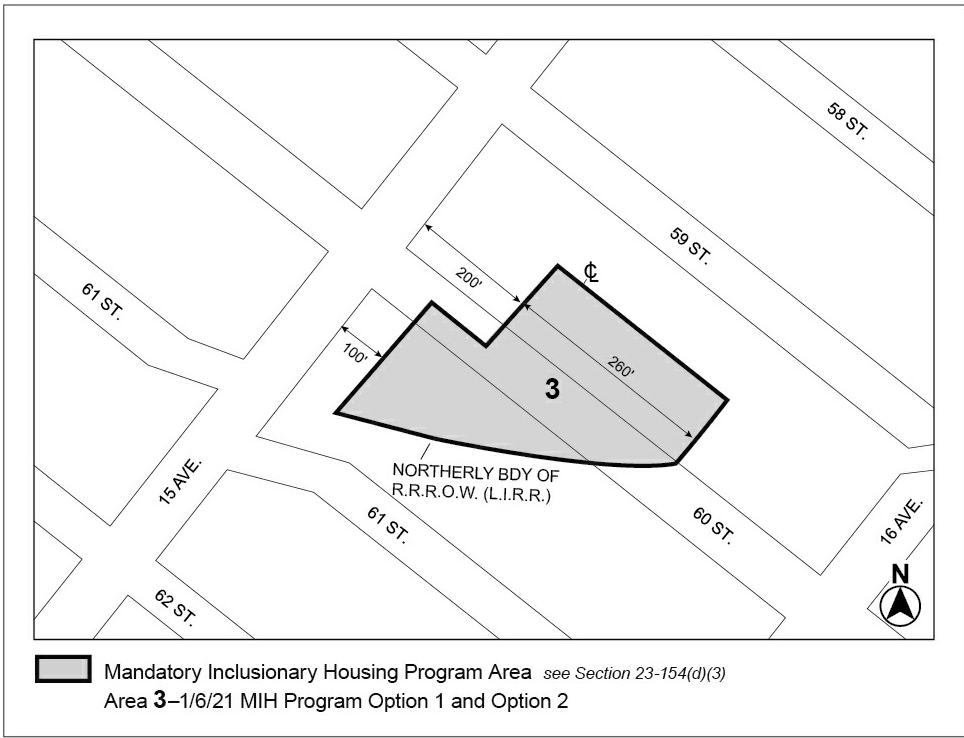 58 ST.
59 ST.
℄
200'
61 ST.
100'
260'
3
NORTHERLY BDY OF
R.R.R.O.W. (L.I.R.R.)
15 AVE.
61 ST.
60 ST.
16 AVE.
N
62 ST.
Mandatory Inclusionary Housing Program Area see Section 23-154(d)(3)
Area 3–1/6/21 MIH Program Option 1 and Option 2